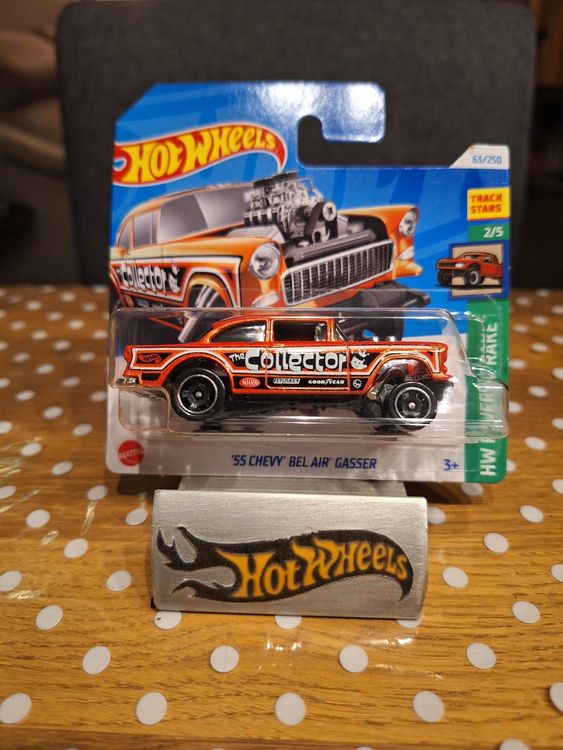 HOT WHEELS
63/250
TRACK STARS
2/5
The Collector
The Collector
NHRA
GOODYEAR
MATTEL
'55 CHEVY BEL AIR GASSER
3+
Hot Wheels